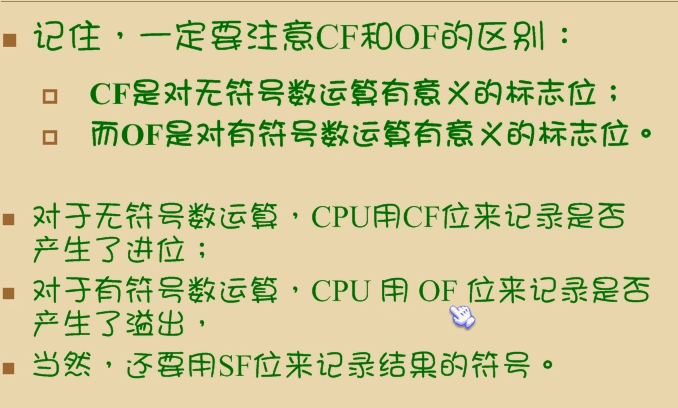 记住，一定要注意CF和OF的区别：
CF是对无符号数运算有意义的标志位；
而OF是对有符号数运算有意义的标志位。
对于无符号数运算，CPU用CF位来记录是否
产生了进位；
对于有符号数运算，CPU 用 OF 位来记录是否
产生了溢出，
当然，还要用SF位来记录结果的符号。